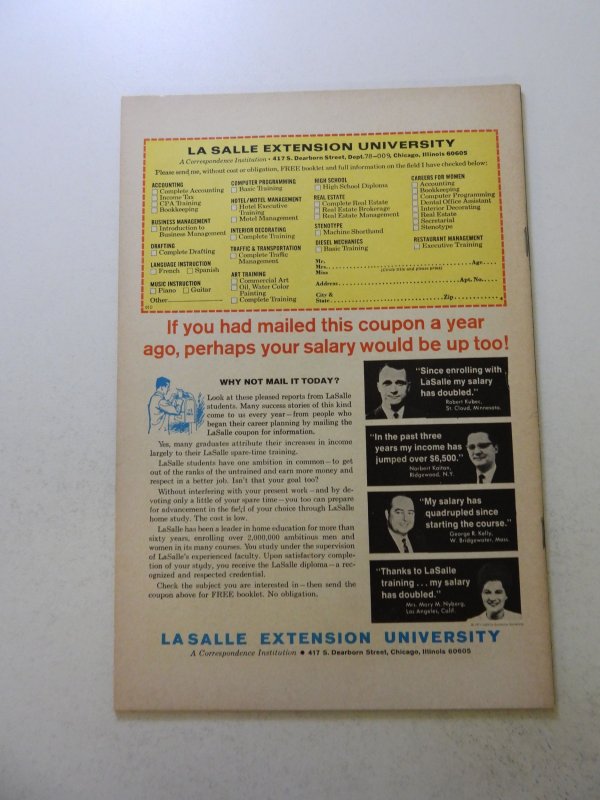 LA SALLE EXTENSION UNIVERSITY
A Correspondence Institution • 417 S. Dearborn Street, Dept. 78-009, Chicago, Illinois 60605
Please send me, without cost or obligation, FREE booklet and full information on the field I have checked below:
ACCOUNTING
Complete Accounting
Income Tax
CPA Training
Bookkeeping
BUSINESS MANAGEMENT
Introduction to
Business Management
DRAFTING
Complete Drafting
LANGUAGE INSTRUCTION
French Spanish
MUSIC INSTRUCTION
Piano Guitar
Other
COMPUTER PROGRAMMING
Basic Training
HOTEL/MOTEL MANAGEMENT
Hotel Executive
Training
Motel Management
INTERIOR DECORATING
Complete Training
TRAFFIC & TRANSPORTATION
Complete Traffic
Management
ART TRAINING
Commercial Art
Oil, Water Color
Painting
Complete Training
HIGH SCHOOL
High School Diploma
REAL ESTATE
Complete Real Estate
Real Estate Brokerage
Real Estate Management
STENOTYPE
Machine Shorthand
DIESEL MECHANICS
Basic Training
CAREERS FOR WOMEN
Accounting
Bookkeeping
Computer Programming
Dental Office Assistant
Interior Decorating
Real Estate
Secretarial
Stenotype
RESTAURANT MANAGEMENT
Executive Training
Mr.
Mrs. Age
Miss (Circle title and please print)
Address Apt. No.
City &
State Zip
If you had mailed this coupon a year
ago, perhaps your salary would be up too!
WHY NOT MAIL IT TODAY?
Look at these pleased reports from LaSalle
students. Many success stories of this kind
come to us every year—from people who
began their career planning by mailing the
LaSalle coupon for information.
Yes, many graduates attribute their increases in income
largely to their LaSalle spare-time training.
LaSalle students have one ambition in common—to get
out of the ranks of the untrained and earn more money and
respect in a better job. Isn't that your goal too?
Without interfering with your present work—and by de-
voting only a little of your spare time—you too can prepare
for advancement in the field of your choice through LaSalle
home study. The cost is low.
LaSalle has been a leader in home education for more than
sixty years, enrolling over 2,000,000 ambitious men and
women in its many courses. You study under the supervision
of LaSalle's experienced faculty. Upon satisfactory comple-
tion of your study, you receive the LaSalle diploma—a rec-
ognized and respected credential.
Check the subject you are interested in—then send the
coupon above for FREE booklet. No obligation.
"Since enrolling with
LaSalle my salary
has doubled."
Robert Kubec,
St. Cloud, Minnesota.
"In the past three
years my income has
jumped over $6,500."
Norbert Kaitan,
Ridgewood, N.Y.
"My salary has
quadrupled since
starting the course."
George R. Kelly,
W. Bridgewater, Mass.
"Thanks to LaSalle
training . . . my salary
has doubled."
Mrs. Mary M. Nyberg,
Los Angeles, Calif.
LA SALLE EXTENSION UNIVERSITY
A Correspondence Institution • 417 S. Dearborn Street, Chicago, Illinois 60605